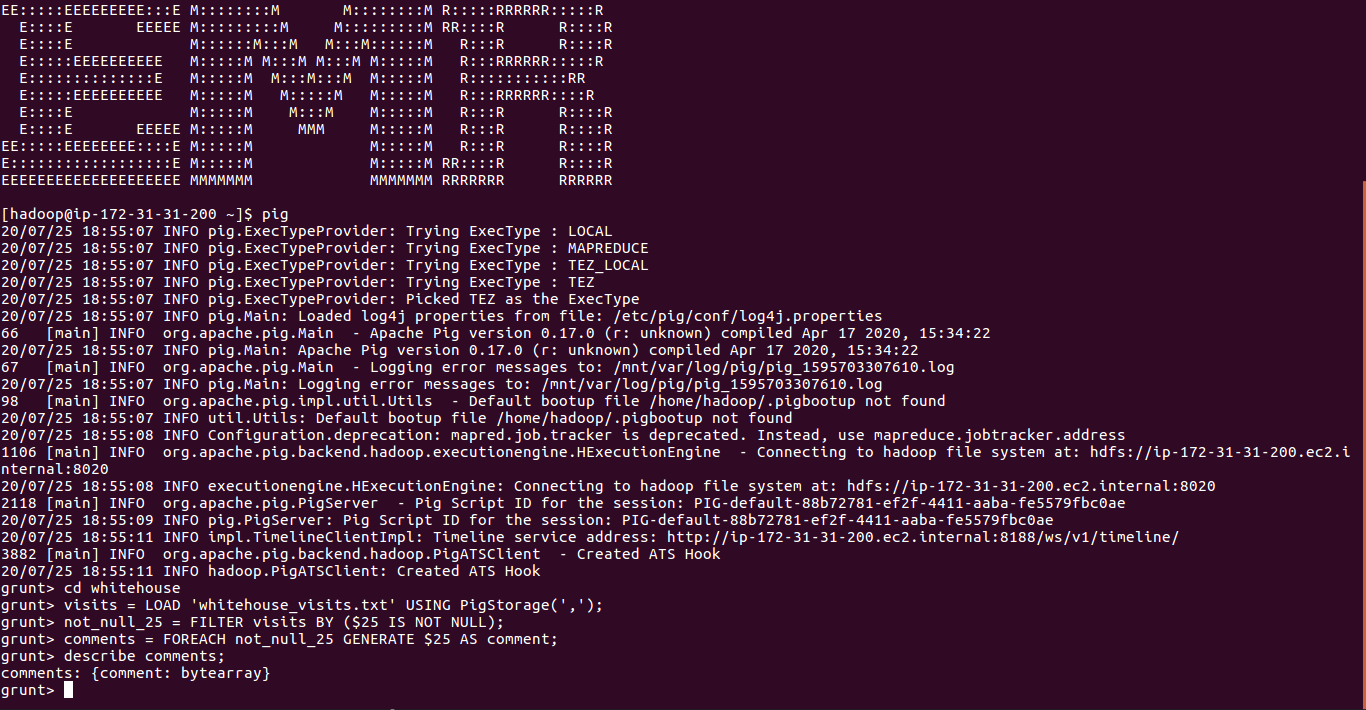 EE:::::EEEEEEEEE:::E M::::::::M       M::::::::M R:::::RRRRRR:::::R
  E::::E       EEEEE M:::::::::M     M:::::::::M RR::::R      R::::R
  E::::E             M::::::M:::M   M:::M::::::M   R:::R      R::::R
  E:::::EEEEEEEEEE   M:::::M M:::M M:::M M:::::M   R:::RRRRRR:::::R
  E::::::::::::::E   M:::::M  M:::M:::M  M:::::M   R:::::::::::RR
  E:::::EEEEEEEEEE   M:::::M   M:::::M   M:::::M   R:::RRRRRR::::R
  E::::E             M:::::M    M:::M    M:::::M   R:::R      R::::R
  E::::E       EEEEE M:::::M     MMM     M:::::M   R:::R      R::::R
EE:::::EEEEEEEE::::E M:::::M             M:::::M   R:::R      R::::R
E::::::::::::::::::E M:::::M             M:::::M RR::::R      R::::R
EEEEEEEEEEEEEEEEEEEE MMMMMMM             MMMMMMM RRRRRRR      RRRRRR
[hadoop@ip-172-31-31-200 ~]$ pig
20/07/25 18:55:07 INFO pig.ExecTypeProvider: Trying ExecType : LOCAL
20/07/25 18:55:07 INFO pig.ExecTypeProvider: Trying ExecType : MAPREDUCE
20/07/25 18:55:07 INFO pig.ExecTypeProvider: Trying ExecType : TEZ_LOCAL
20/07/25 18:55:07 INFO pig.ExecTypeProvider: Trying ExecType : TEZ
20/07/25 18:55:07 INFO pig.ExecTypeProvider: Picked TEZ as the ExecType
20/07/25 18:55:07 INFO pig.Main: Loaded log4j properties from file: /etc/pig/conf/log4j.properties
66   [main] INFO  org.apache.pig.Main  - Apache Pig version 0.17.0 (r: unknown) compiled Apr 17 2020, 15:34:22
20/07/25 18:55:07 INFO pig.Main: Apache Pig version 0.17.0 (r: unknown) compiled Apr 17 2020, 15:34:22
67   [main] INFO  org.apache.pig.Main  - Logging error messages to: /mnt/var/log/pig/pig_1595703307610.log
20/07/25 18:55:07 INFO pig.Main: Logging error messages to: /mnt/var/log/pig/pig_1595703307610.log
98   [main] INFO  org.apache.pig.impl.util.Utils  - Default bootup file /home/hadoop/.pigbootup not found
20/07/25 18:55:07 INFO util.Utils: Default bootup file /home/hadoop/.pigbootup not found
20/07/25 18:55:08 INFO Configuration.deprecation: mapred.job.tracker is deprecated. Instead, use mapreduce.jobtracker.address
1106 [main] INFO  org.apache.pig.backend.hadoop.executionengine.HExecutionEngine  - Connecting to hadoop file system at: hdfs://ip-172-31-31-200.ec2.i
nternal:8020
20/07/25 18:55:08 INFO executionengine.HExecutionEngine: Connecting to hadoop file system at: hdfs://ip-172-31-31-200.ec2.internal:8020
2118 [main] INFO  org.apache.pig.PigServer  - Pig Script ID for the session: PIG-default-88b72781-ef2f-4411-aaba-fe5579fbc0ae
20/07/25 18:55:09 INFO pig.PigServer: Pig Script ID for the session: PIG-default-88b72781-ef2f-4411-aaba-fe5579fbc0ae
20/07/25 18:55:11 INFO impl.TimelineClientImpl: Timeline service address: http://ip-172-31-31-200.ec2.internal:8188/ws/v1/timeline/
3882 [main] INFO  org.apache.pig.backend.hadoop.PigATSClient  - Created ATS Hook
20/07/25 18:55:11 INFO hadoop.PigATSClient: Created ATS Hook
grunt> cd whitehouse
grunt> visits = LOAD 'whitehouse_visits.txt' USING PigStorage(',');
grunt> not_null_25 = FILTER visits BY ($25 IS NOT NULL);
grunt> comments = FOREACH not_null_25 GENERATE $25 AS comment;
grunt> describe comments;
comments: {comment: bytearray}
grunt>